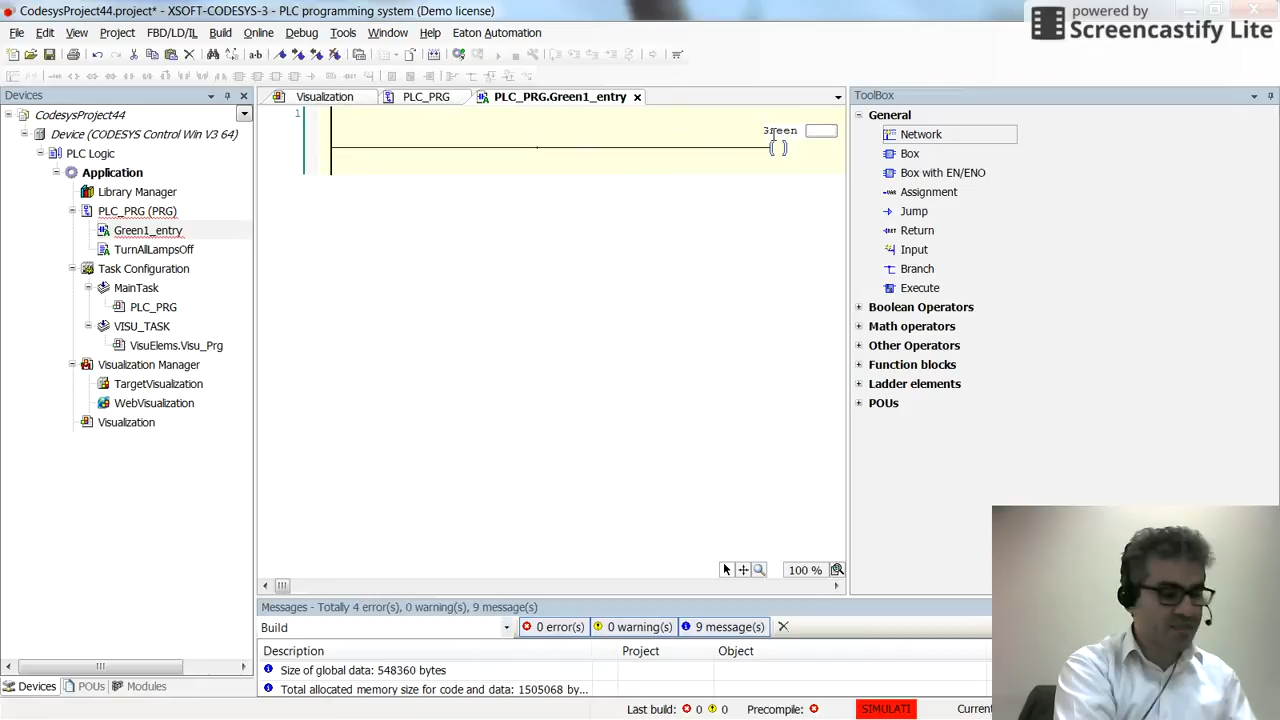 CodesysProject44.project* - XSOFT-CODESYS-3 - PLC programming system (Demo license)
powered by
Screencastify Lite
File Edit View Project FBD/LD/IL Build Online Debug Tools Window Help Eaton Automation
Devices
Visualization PLC_PRG PLC_PRG.Green1_entry
ToolBox
CodesysProject44
Device (CODESYS Control Win V3 64)
PLC Logic
Application
Library Manager
PLC_PRG (PRG)
Green1_entry
TurnAllLampsOff
Task Configuration
MainTask
PLC_PRG
VISU_TASK
VisuElems.Visu_Prg
Visualization Manager
TargetVisualization
WebVisualization
Visualization
1
Green
General
Network
Box
Box with EN/ENO
Assignment
Jump
Return
Input
Branch
Execute
Boolean Operators
Math operators
Other Operators
Function blocks
Ladder elements
POUs
100 %
Messages - Totally 4 error(s), 0 warning(s), 9 message(s)
Build
0 error(s) 0 warning(s) 9 message(s)
Description Project Object
Size of global data: 548360 bytes
Total allocated memory size for code and data: 1505068 by...
Devices POUs Modules
Last build: 0 0 Precompile: SIMULATI Current